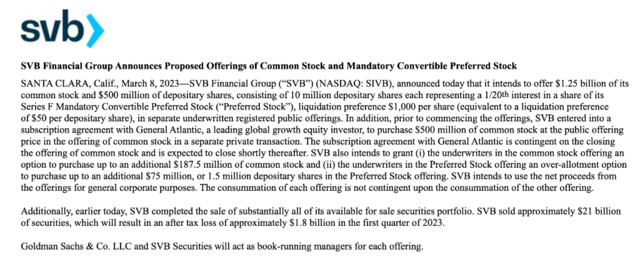 svb
SVB Financial Group Announces Proposed Offerings of Common Stock and Mandatory Convertible Preferred Stock
SANTA CLARA, Calif., March 8, 2023—SVB Financial Group ("SVB") (NASDAQ: SIVB), announced today that it intends to offer $1.25 billion of its
common stock and $500 million of depositary shares, consisting of 10 million depositary shares each representing a 1/20th interest in a share of its
Series F Mandatory Convertible Preferred Stock ("Preferred Stock"), liquidation preference $1,000 per share (equivalent to a liquidation preference
of $50 per depositary share), in separate underwritten registered public offerings. In addition, prior to commencing the offerings, SVB entered into a
subscription agreement with General Atlantic, a leading global growth equity investor, to purchase $500 million of common stock at the public offering
price in the offering of common stock in a separate private transaction. The subscription agreement with General Atlantic is contingent on the closing
the offering of common stock and is expected to close shortly thereafter. SVB also intends to grant (i) the underwriters in the common stock offering an
option to purchase up to an additional $187.5 million of common stock and (ii) the underwriters in the Preferred Stock offering an over-allotment option
to purchase up to an additional $75 million, or 1.5 million depositary shares in the Preferred Stock offering. SVB intends to use the net proceeds from
the offerings for general corporate purposes. The consummation of each offering is not contingent upon the consummation of the other offering.
Additionally, earlier today, SVB completed the sale of substantially all of its available for sale securities portfolio. SVB sold approximately $21 billion
of securities, which will result in an after tax loss of approximately $1.8 billion in the first quarter of 2023.
Goldman Sachs & Co. LLC and SVB Securities will act as book-running managers for each offering.